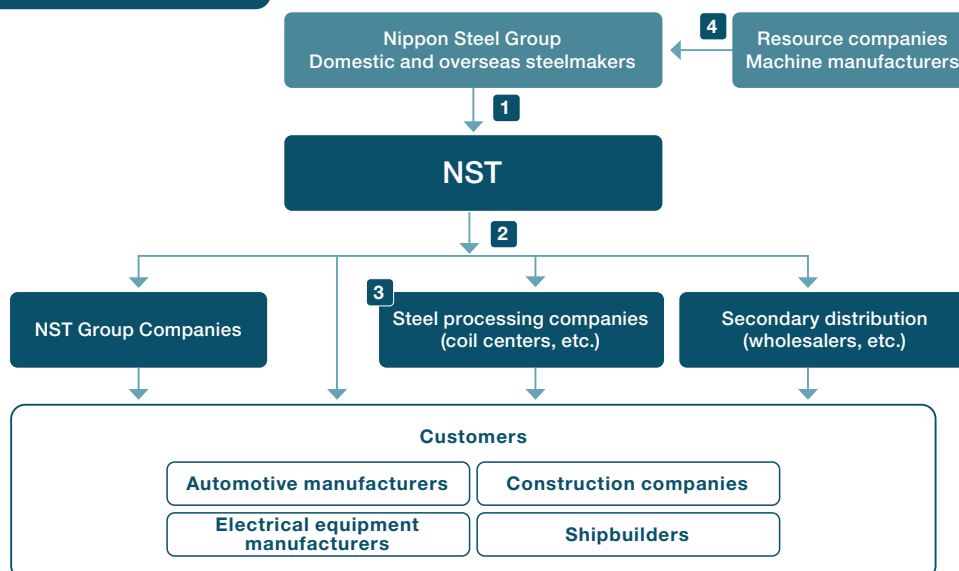 Nippon Steel Group
Domestic and overseas steelmakers
4
Resource companies
Machine manufacturers
1
NST
2
NST Group Companies
3
Steel processing companies
(coil centers, etc.)
Secondary distribution
(wholesalers, etc.)
Customers
Automotive manufacturers
Construction companies
Electrical equipment
manufacturers
Shipbuilders